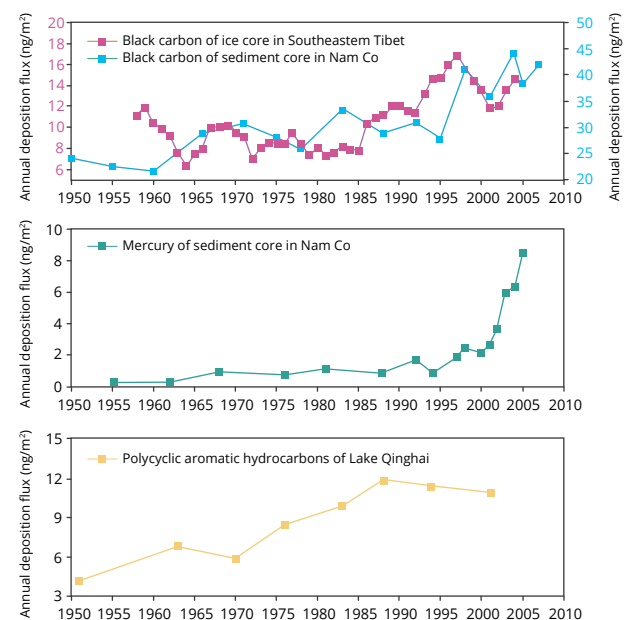 Annual deposition flux (ng/m²)
20
18
16
14
12
10
8
6
Black carbon of ice core in Southeastem Tibet
Black carbon of sediment core in Nam Co
50
45
40
35
30
25
20
Annual deposition flux (ng/m²)
1950 1955 1960 1965 1970 1975 1980 1985 1990 1995 2000 2005 2010
Annual deposition flux (ng/m²)
10
8
6
4
2
0
Mercury of sediment core in Nam Co
1950 1955 1960 1965 1970 1975 1980 1985 1990 1995 2000 2005 2010
Annual deposition flux (ng/m²)
15
12
9
6
3
Polycyclic aromatic hydrocarbons of Lake Qinghai
1950 1955 1960 1965 1970 1975 1980 1985 1990 1995 2000 2005 2010